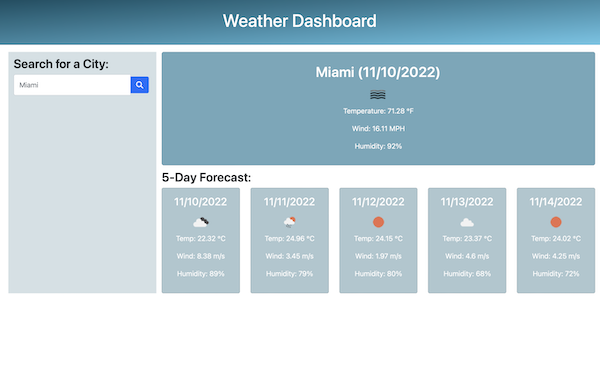 Weather Dashboard
Search for a City:
Miami
Miami (11/10/2022)
Temperature: 71.28 °F
Wind: 16.11 MPH
Humidity: 92%
5-Day Forecast:
11/10/2022
Temp: 22.32 °C
Wind: 6.36 m/s
Humidity: 89%
11/11/2022
Temp: 24.96 °C
Wind: 3.45 m/s
Humidity: 79%
11/12/2022
Temp: 24.15 °C
Wind: 1.97 m/s
Humidity: 80%
11/13/2022
Temp: 23.37 °C
Wind: 4.6 m/s
Humidity: 68%
11/14/2022
Temp: 24.02 °C
Wind: 4.25 m/s
Humidity: 72%